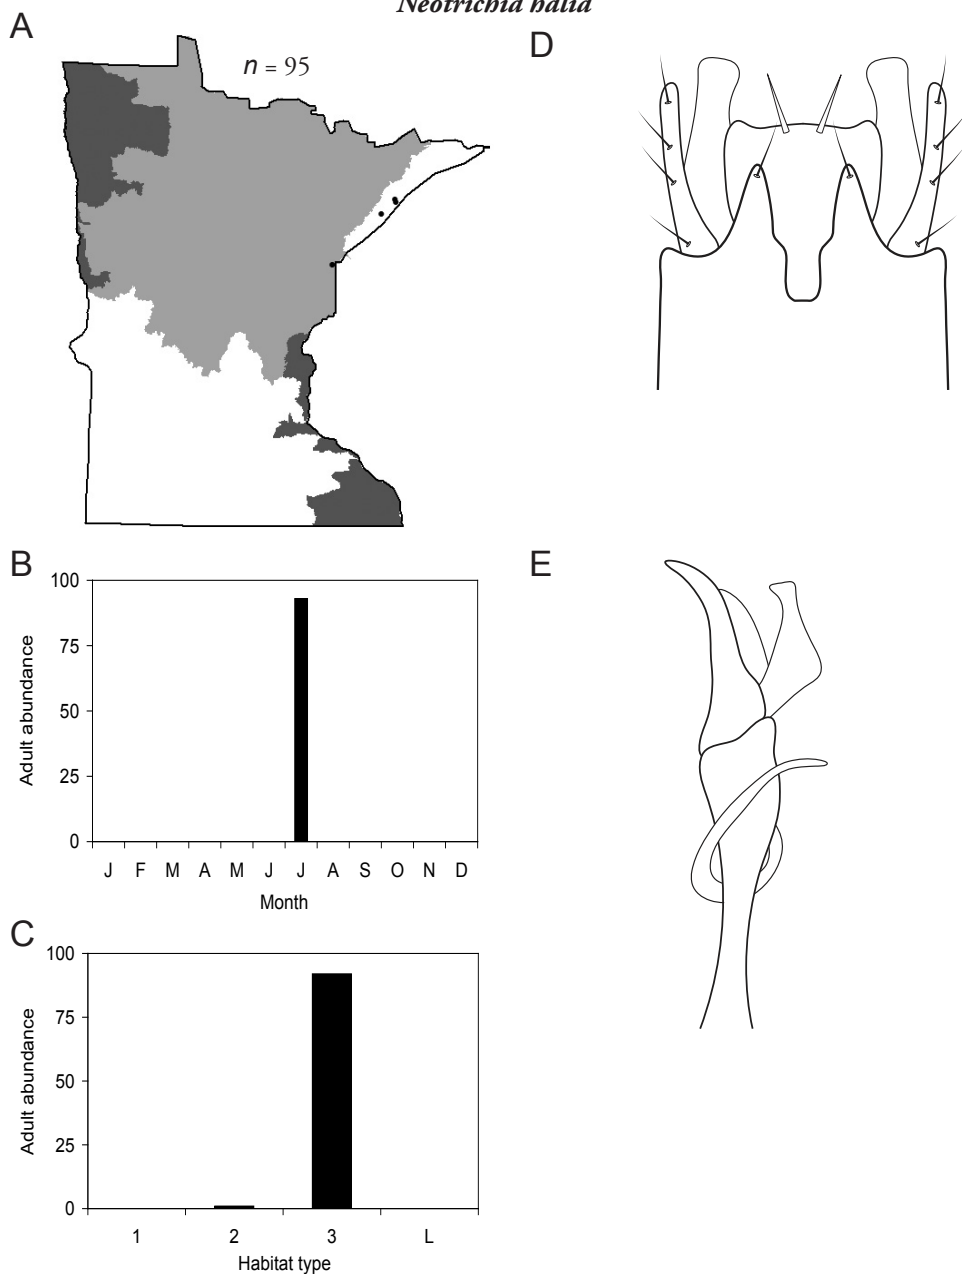 Neotrichia halia
A
n = 95
D
B
100
75
50
25
0
Adult abundance
J F M A M J J A S O N D
Month
E
C
100
75
50
25
0
Adult abundance
1 2 3 L
Habitat type